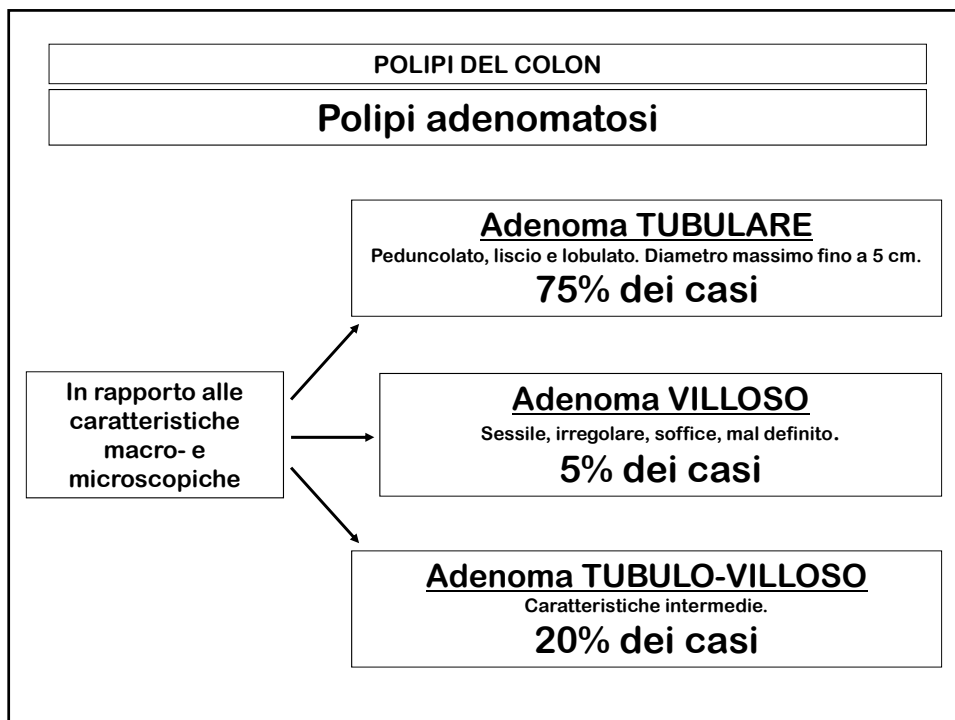 POLIPI DEL COLON
Polipi adenomatosi
Adenoma TUBULARE
Peduncolato, liscio e lobulato. Diametro massimo fino a 5 cm.
75% dei casi
In rapporto alle
caratteristiche
macro- e
microscopiche
Adenoma VILLOSO
Sessile, irregolare, soffice, mal definito.
5% dei casi
Adenoma TUBULO-VILLOSO
Caratteristiche intermedie.
20% dei casi